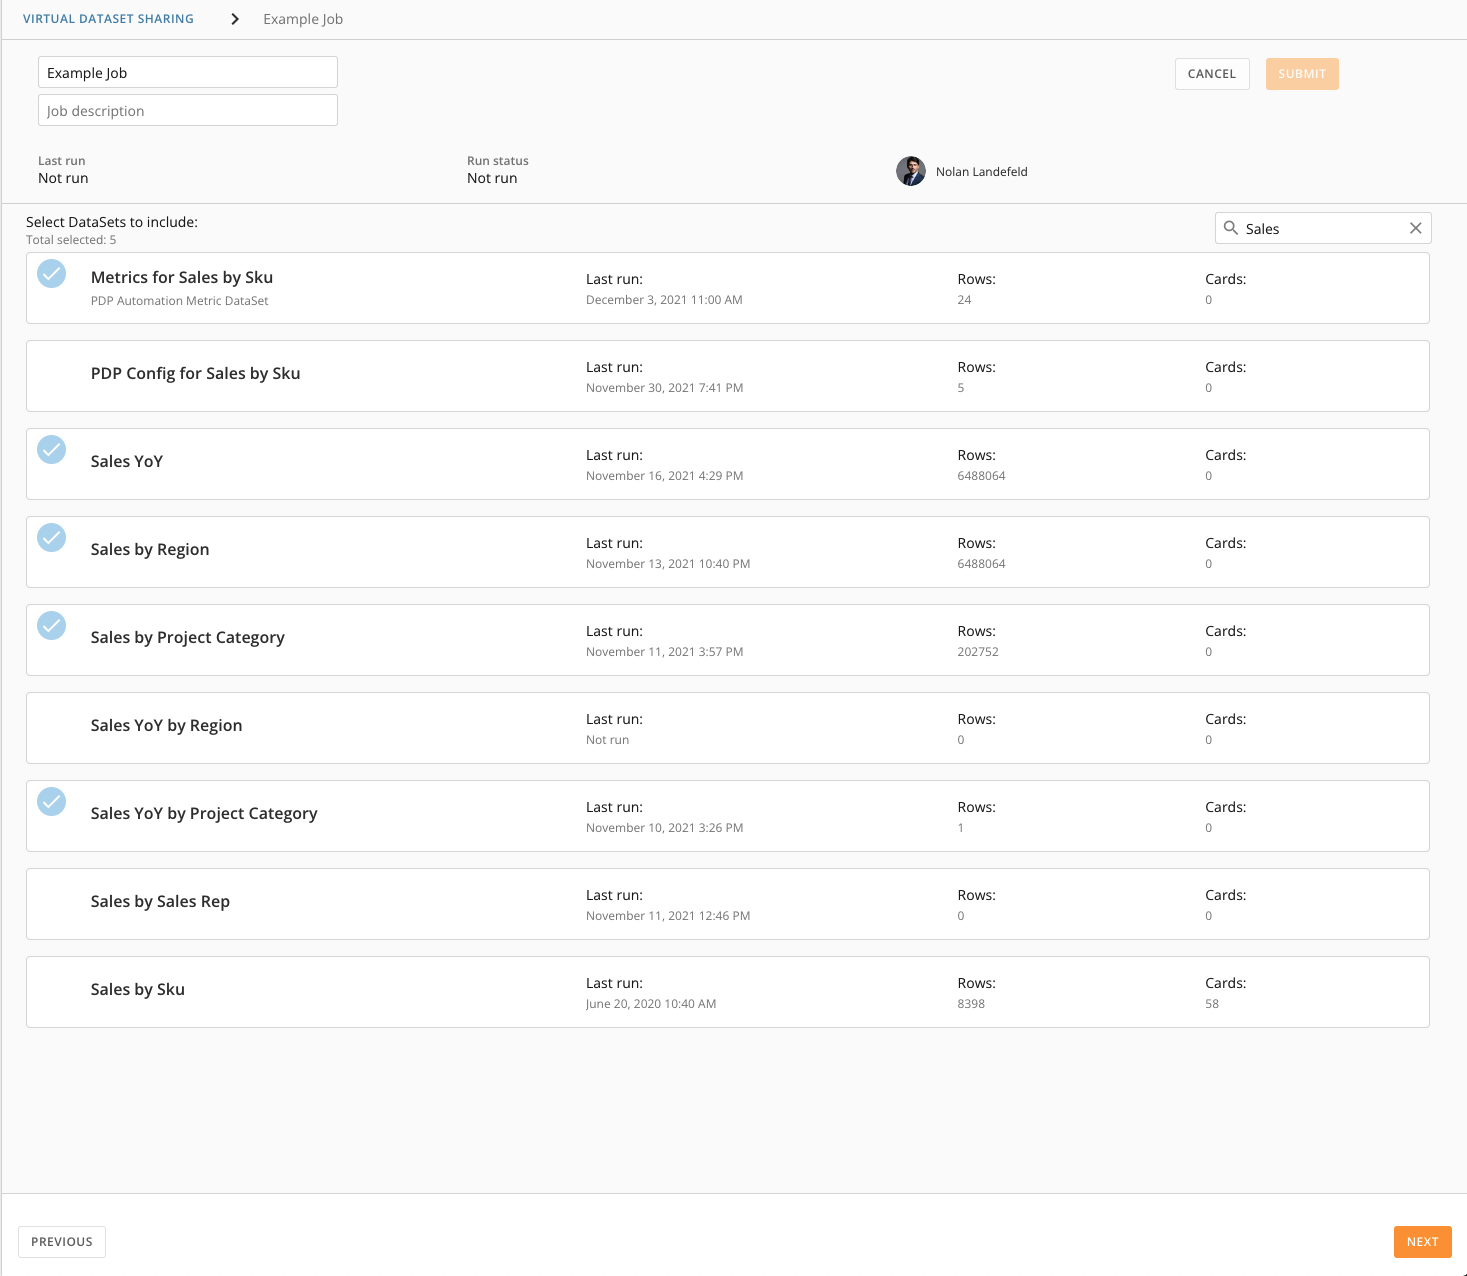 VIRTUAL DATASET SHARING Example Job
Example Job
CANCEL SUBMIT
Job description
Last run Run status
Not run Not run
Nolan Landefeld
Select DataSets to include:
Total selected: 5
Sales
Metrics for Sales by Sku Last run: Rows: Cards:
PDP Automation Metric DataSet December 3, 2021 11:00 AM 24 0
PDP Config for Sales by Sku Last run: Rows: Cards:
November 30, 2021 7:41 PM 5 0
Sales YoY Last run: Rows: Cards:
November 16, 2021 4:29 PM 6488064 0
Sales by Region Last run: Rows: Cards:
November 13, 2021 10:40 PM 6488064 0
Sales by Project Category Last run: Rows: Cards:
November 11, 2021 3:57 PM 202752 0
Sales YoY by Region Last run: Rows: Cards:
Not run 0 0
Sales YoY by Project Category Last run: Rows: Cards:
November 10, 2021 3:26 PM 1 0
Sales by Sales Rep Last run: Rows: Cards:
November 11, 2021 12:46 PM 0 0
Sales by Sku Last run: Rows: Cards:
June 20, 2020 10:40 AM 8398 58
PREVIOUS NEXT